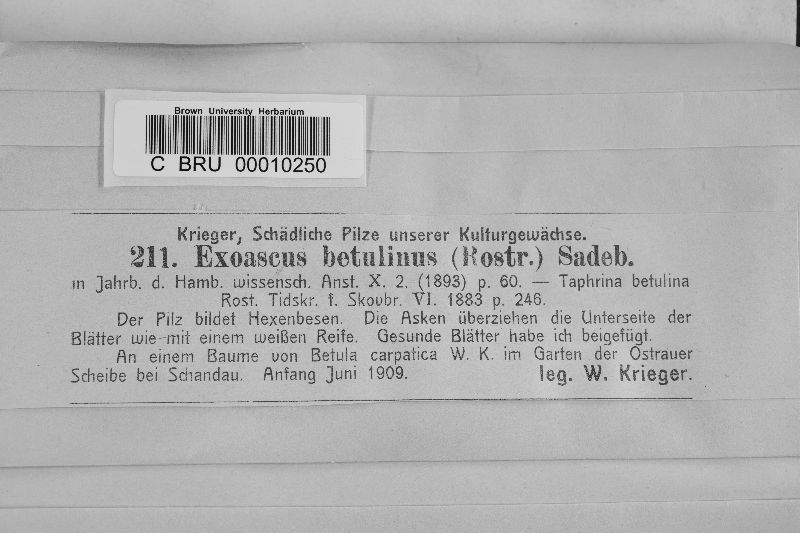 Brown University Herbarium
C BRU 00010250
Krieger, Schädliche Pilze unserer Kulturgewächse.
211. Exoascus betulinus (Rostr.) Sadeb.
in Jahrb. d. Hamb. wissensch. Anst. X. 2. (1893) p. 60. — Taphrina betulina
Rost. Tidskr. f. Skovbr. VI. 1883 p. 246.
Der Pilz bildet Hexenbesen. Die Asken überziehen die Unterseite der
Blätter wie mit einem weißen Reife. Gesunde Blätter habe ich beigefügt.
An einem Baume von Betula carpatica W. K. im Garten der Ostrauer
Scheibe bei Schandau. Anfang Juni 1909. leg. W. Krieger.